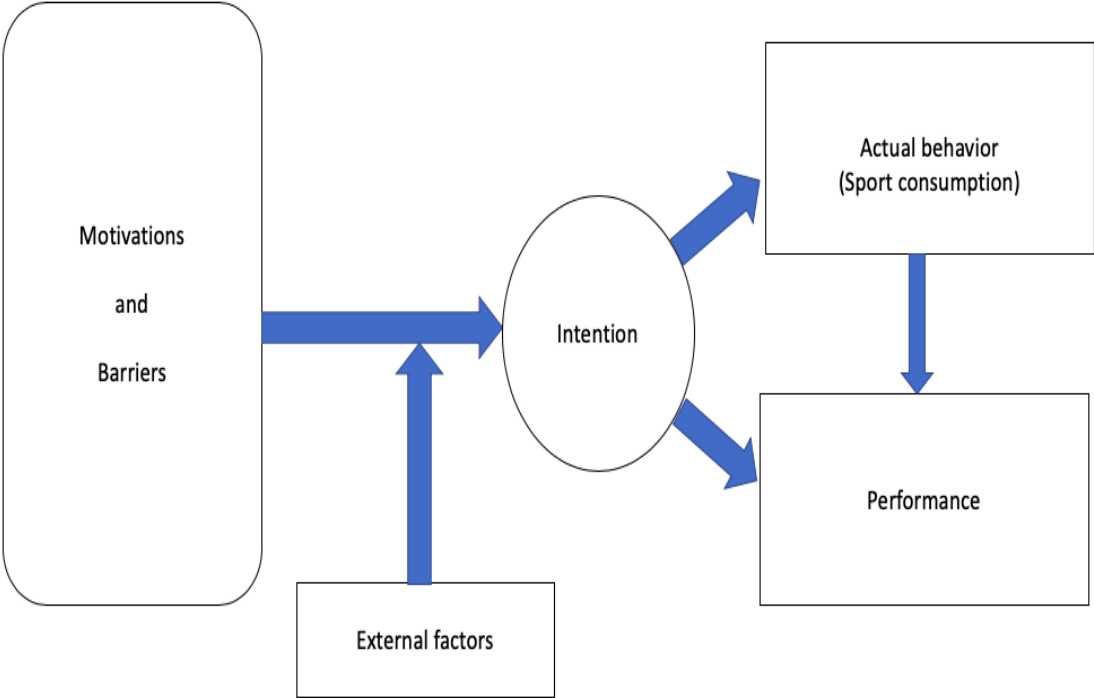 Motivations
and
Barriers
Intention
External factors
Actual behavior
(Sport consumption)
Performance